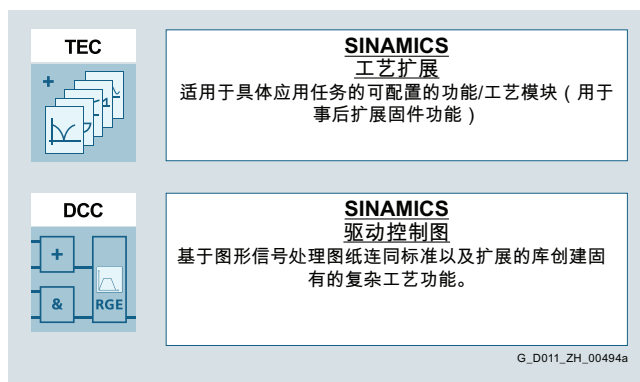 TEC
+
1
SINAMICS
工艺扩展
适用于具体应用任务的可配置的功能/工艺模块（用于
事后扩展固件功能）
DCC
+
&
RGE
SINAMICS
驱动控制图
基于图形信号处理图纸连同标准以及扩展的库创建固
有的复杂工艺功能。
G_D011_ZH_00494a